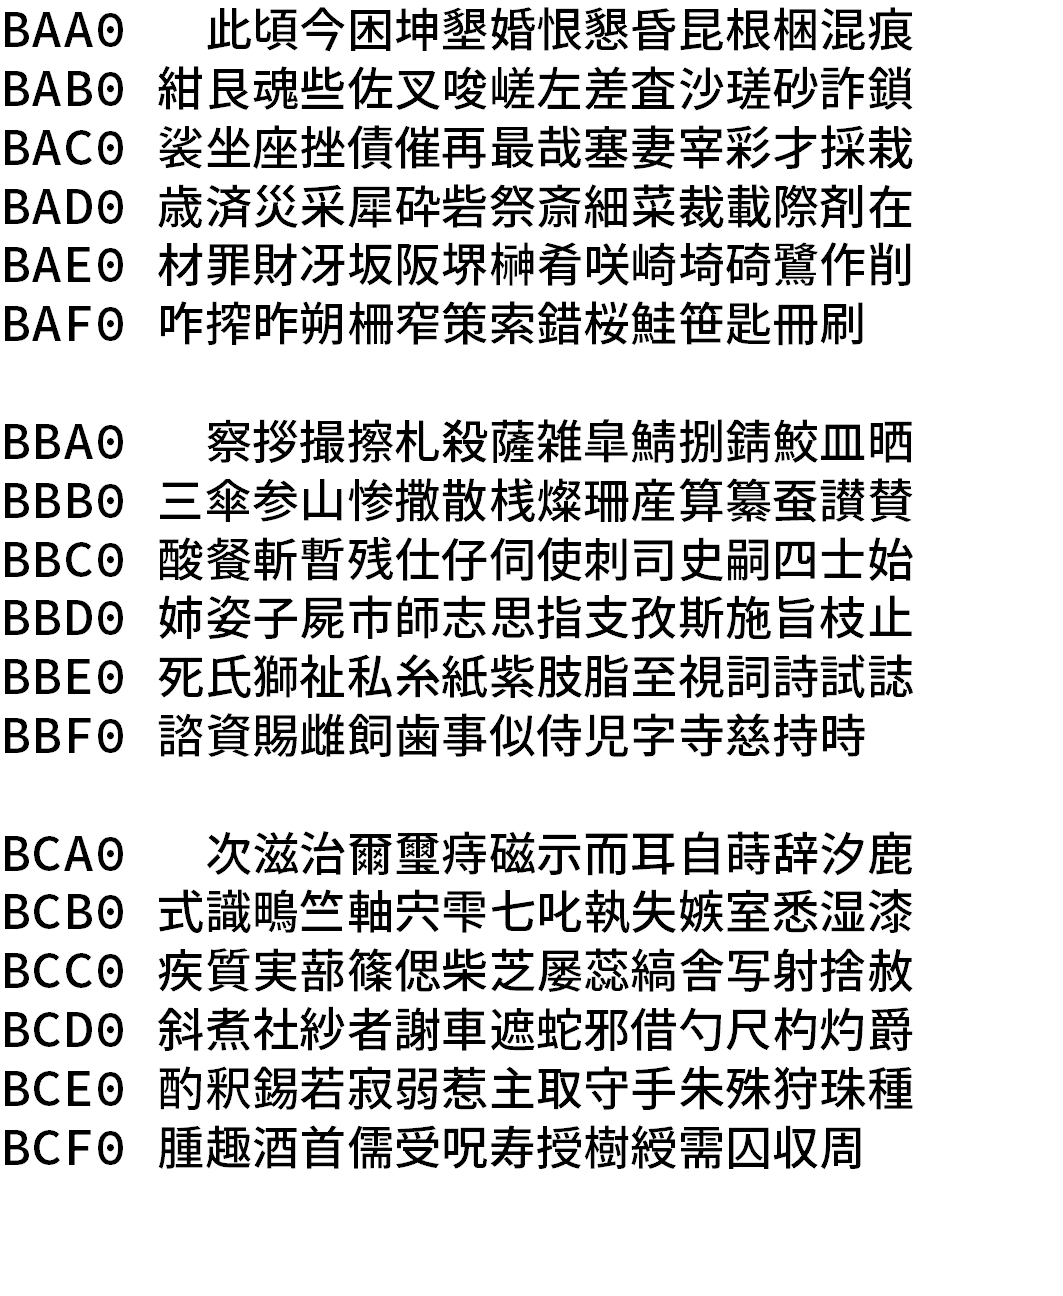 BAA0 　此頃今困坤墾婚恨懇昏昆根梱混痕
BAB0 紺艮魂些佐叉唆嵯左差査沙瑳砂詐鎖
BAC0 裟坐座挫債催再最哉塞妻宰彩才採栽
BAD0 歳済災采犀砕砦祭斎細菜裁載際剤在
BAE0 材罪財冴坂阪堺榊肴咲崎埼碕鷺作削
BAF0 咋搾昨朔柵窄策索錯桜鮭笹匙冊刷
BBA0 　察拶撮擦札殺薩雑皐鯖捌錆鮫皿晒
BBB0 三傘参山惨撒散桟燦珊産算纂蚕讃賛
BBC0 酸餐斬暫残仕仔伺使刺司史嗣四士始
BBD0 姉姿子屍市師志思指支孜斯施旨枝止
BBE0 死氏獅祉私糸紙紫肢脂至視詞詩試誌
BBF0 諮資賜雌飼歯事似侍児字寺慈持時
BCA0 　次滋治爾璽痔磁示而耳自蒔辞汐鹿
BCB0 式識鴫竺軸宍雫七叱執失嫉室悉湿漆
BCC0 疾質実蔀篠偲柴芝屡蕊縞舎写射捨赦
BCD0 斜煮社紗者謝車遮蛇邪借勺尺杓灼爵
BCE0 酌釈錫若寂弱惹主取守手朱殊狩珠種
BCF0 腫趣酒首儒受呪寿授樹綬需囚収周